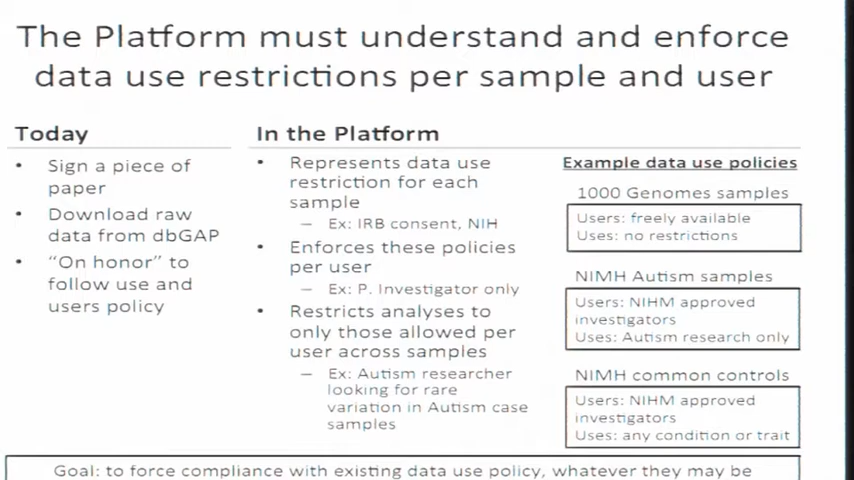 The Platform must understand and enforce
data use restrictions per sample and user
Today
• Sign a piece of
paper
• Download raw
data from dbGAP
• “On honor” to
follow use and
users policy
In the Platform
• Represents data use
restriction for each
sample
– Ex: IRB consent, NIH
• Enforces these policies
per user
– Ex: P. Investigator only
• Restricts analyses to
only those allowed per
user across samples
– Ex: Autism researcher
looking for rare
variation in Autism case
samples
Example data use policies
1000 Genomes samples
Users: freely available
Uses: no restrictions
NIMH Autism samples
Users: NIHM approved
investigators
Uses: Autism research only
NIMH common controls
Users: NIHM approved
investigators
Uses: any condition or trait
Goal: to force compliance with existing data use policy, whatever they may be